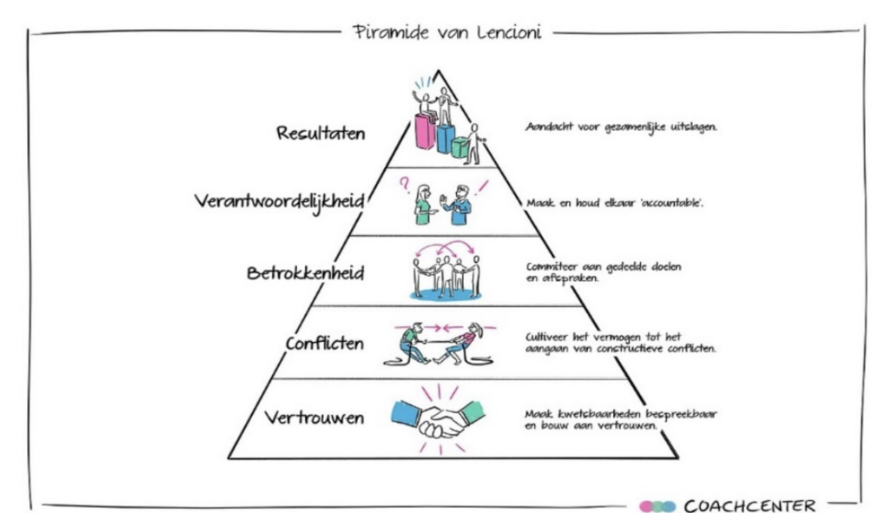 Piramide van Lencioni
Resultaten
Aandacht voor gezamenlijke uitslagen.
Verantwoordelijkheid
?
!
Maak en houd elkaar 'accountable'.
Betrokkenheid
Commiteer aan gedeelde doelen
en afspraken.
Conflicten
Cultiveer het vermogen tot het
aangaan van constructieve conflicten.
Vertrouwen
Maak kwetsbaarheden bespreekbaar
en bouw aan vertrouwen.
COACHCENTER